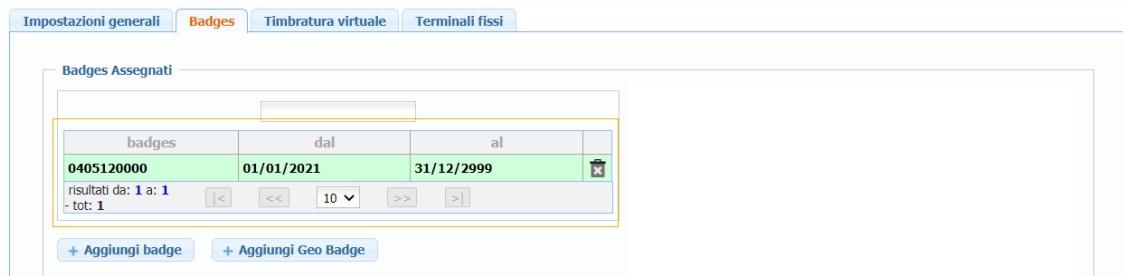 Impostazioni generali Badges Timbratura virtuale Terminali fissi
Badges Assegnati
badges dal al
0405120000 01/01/2021 31/12/2999
risultati da: 1 a: 1
- tot: 1 |< << 10 >> >|
+ Aggiungi badge + Aggiungi Geo Badge